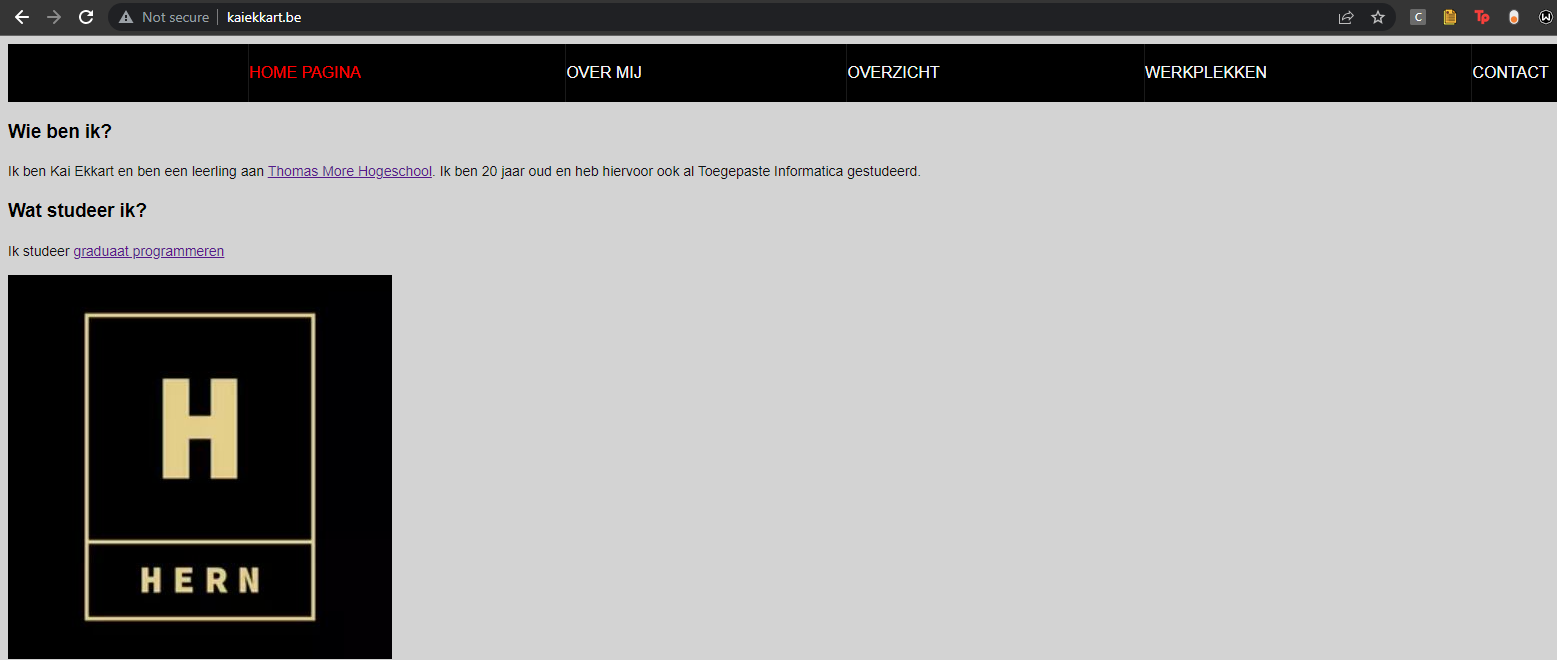 Not secure kaiekkart.be
C Tp W
HOME PAGINA OVER MIJ OVERZICHT WERKPLEKKEN CONTACT
Wie ben ik?
Ik ben Kai Ekkart en ben een leerling aan Thomas More Hogeschool. Ik ben 20 jaar oud en heb hiervoor ook al Toegepaste Informatica gestudeerd.
Wat studeer ik?
Ik studeer graduaat programmeren
H
HERN